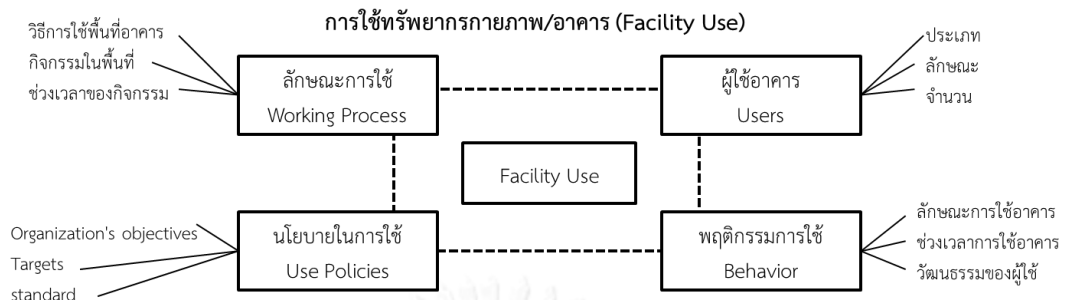 การใช้ทรัพยากรกายภาพ/อาคาร (Facility Use)
วิธีการใช้พื้นที่อาคาร
กิจกรรมในพื้นที่
ช่วงเวลาของกิจกรรม
ลักษณะการใช้
Working Process
ผู้ใช้อาคาร
Users
ประเภท
ลักษณะ
จำนวน
Facility Use
Organization's objectives
Targets
standard
นโยบายในการใช้
Use Policies
พฤติกรรมการใช้
Behavior
ลักษณะการใช้อาคาร
ช่วงเวลาการใช้อาคาร
วัฒนธรรมของผู้ใช้